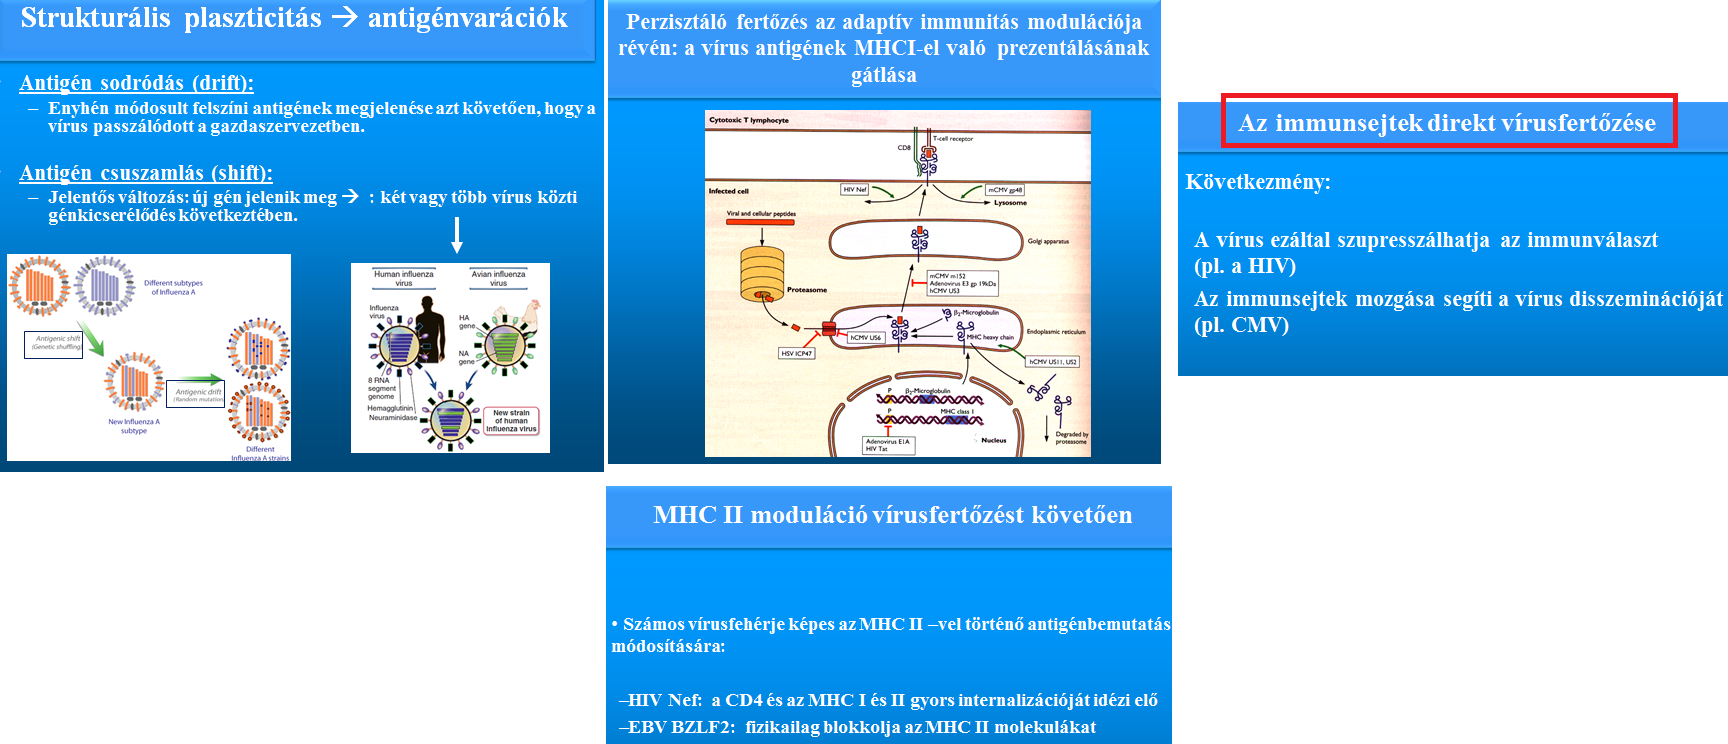 Strukturális plaszticitás → antigénvarációk
Antigén sodródás (drift):
– Enyhén módosult felszíni antigének megjelenése azt követően, hogy a
vírus passzálódott a gazdaszervezetben.
Antigén csuszamlás (shift):
– Jelentős változás: új gén jelenik meg → : két vagy több vírus közti
génkicserélődés következtében.
Different subtypes
of Influenza A
Antigenic shift
(Genetic shuffling)
Antigenic drift
(Random mutation)
New Influenza A
subtype
Different
Influenza A strains
Human influenza
virus
Avian influenza
virus
Influenza
virus
HA
gene
NA
gene
8 RNA
segment
genome
Hemagglutinin
Neuraminidase
New strain
of human
influenza virus
Perzisztáló fertőzés az adaptív immunitás modulációja
révén: a vírus antigének MHCI-el való prezentálásának
gátlása
Cytotoxic T lymphocyte
CD8
T-cell receptor
Infected cell
HIV Nef
mCMV gp48
Lysosome
Viral and cellular peptides
Golgi apparatus
Proteasome
mCMV m152
Adenovirus E3 gp 19kDa
hCMV US3
β2-Microglobulin
Endoplasmic reticulum
MHC heavy chain
hCMV US6
HSV ICP47
hCMV US11, US2
P
β2-Microglobulin
P
MHC class I
Nucleus
Adenovirus E1A
HIV Tat
Degraded by
proteasome
MHC II moduláció vírusfertőzést követően
• Számos vírusfehérje képes az MHC II –vel történő antigénbemutatás
módosítására:
–HIV Nef: a CD4 és az MHC I és II gyors internalizációját idézi elő
–EBV BZLF2: fizikailag blokkolja az MHC II molekulákat
Az immunsejtek direkt vírusfertőzése
Következmény:
A vírus ezáltal szupresszálhatja az immunválaszt
(pl. a HIV)
Az immunsejtek mozgása segíti a vírus disszeminációját
(pl. CMV)